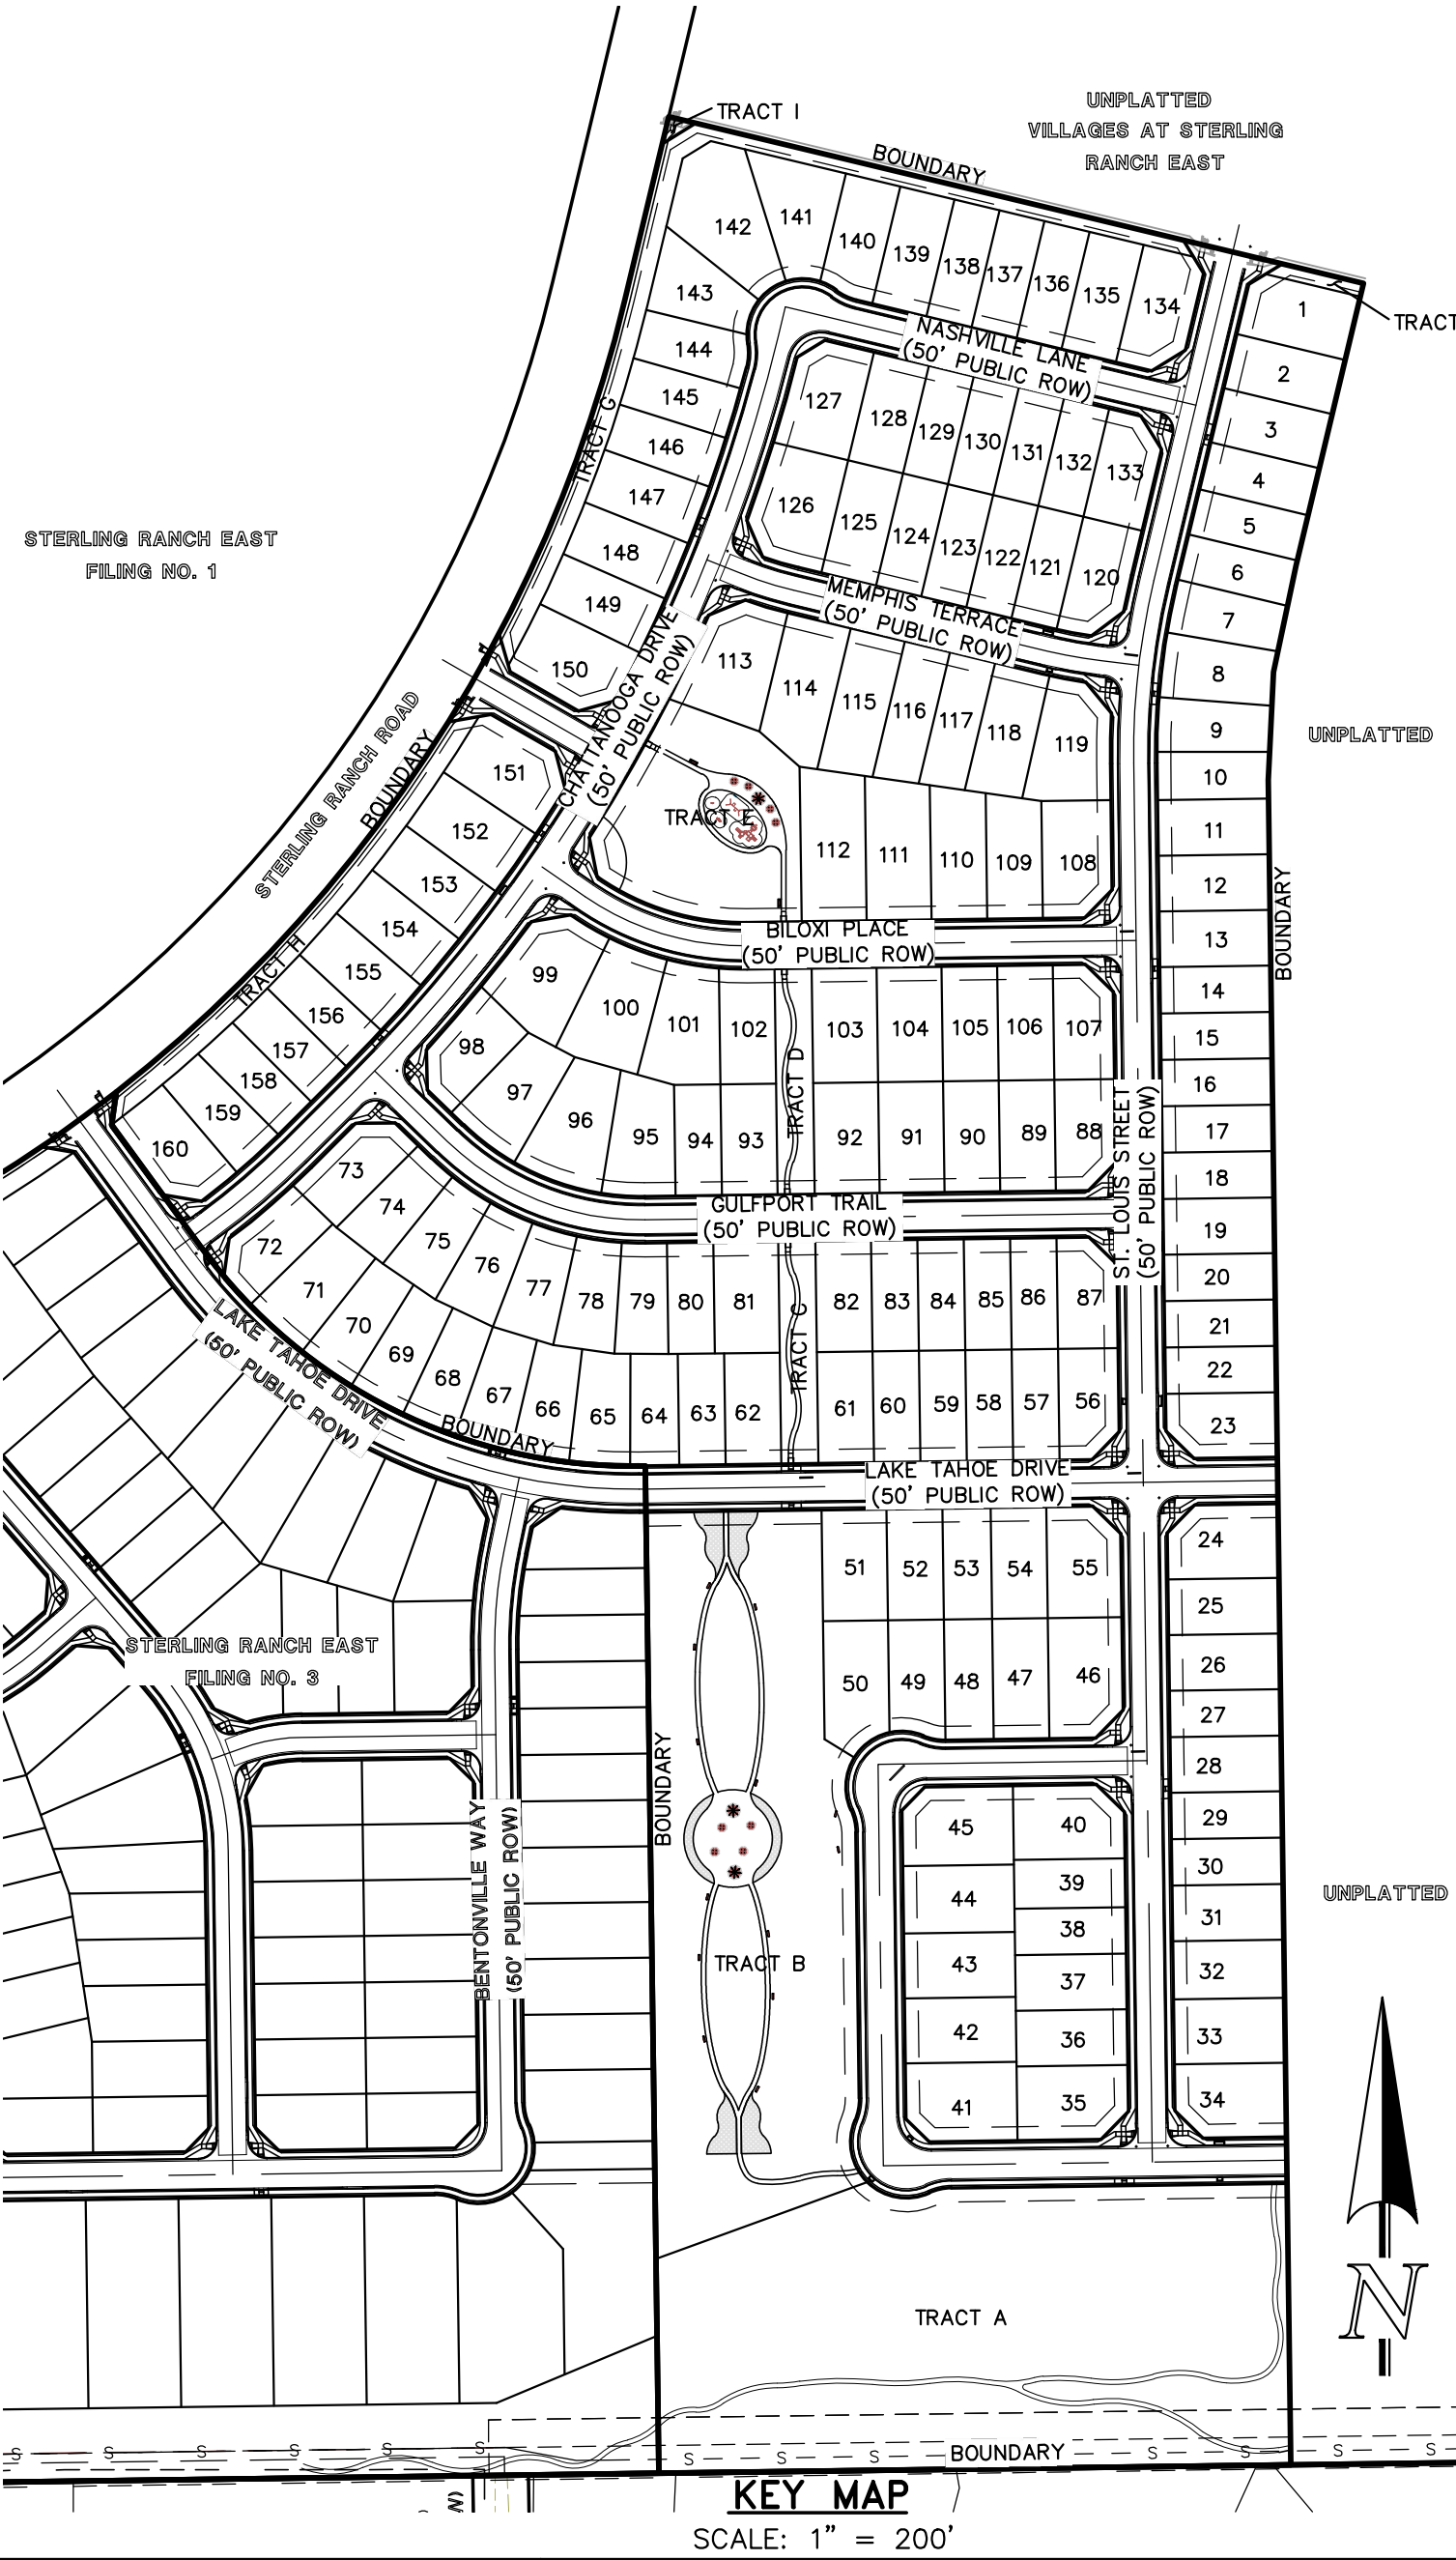 TRACT I
UNPLATTED
VILLAGES AT STERLING
RANCH EAST
BOUNDARY
142
141
140
139
138
137
136
135
134
1
TRACT
143
144
145
146
147
148
149
150
TRACT G
NASHVILLE LANE
(50' PUBLIC ROW)
2
3
4
5
6
7
8
127
128
129
130
131
132
133
126
125
124
123
122
121
120
STERLING RANCH EAST
FILING NO. 1
MEMPHIS TERRACE
(50' PUBLIC ROW)
CHATTANOOGA DRIVE
(50' PUBLIC ROW)
113
114
115
116
117
118
119
STERLING RANCH ROAD
BOUNDARY
UNPLATTED
9
10
11
12
13
14
15
16
17
18
19
20
21
22
23
BOUNDARY
151
152
153
154
155
156
157
158
159
160
TRACT H
TRACT E
112
111
110
109
108
BILOXI PLACE
(50' PUBLIC ROW)
99
100
101
102
103
104
105
106
107
98
97
96
95
94
93
92
91
90
89
88
TRACT D
ST. LOUIS STREET
(50' PUBLIC ROW)
GULFPORT TRAIL
(50' PUBLIC ROW)
73
74
75
76
77
78
79
80
81
82
83
84
85
86
87
72
71
70
69
68
67
66
65
64
63
62
61
60
59
58
57
56
TRACT C
LAKE TAHOE DRIVE
(50' PUBLIC ROW)
BOUNDARY
LAKE TAHOE DRIVE
(50' PUBLIC ROW)
51
52
53
54
55
50
49
48
47
46
24
25
26
27
28
29
30
31
32
33
34
STERLING RANCH EAST
FILING NO. 3
BOUNDARY
BENTONVILLE WAY
(50' PUBLIC ROW)
45
44
43
42
41
40
39
38
37
36
35
UNPLATTED
TRACT B
TRACT A
N
S
S
S
S
S
S
S
S
S
BOUNDARY
S
S
S
S
W)
KEY MAP
SCALE: 1" = 200'